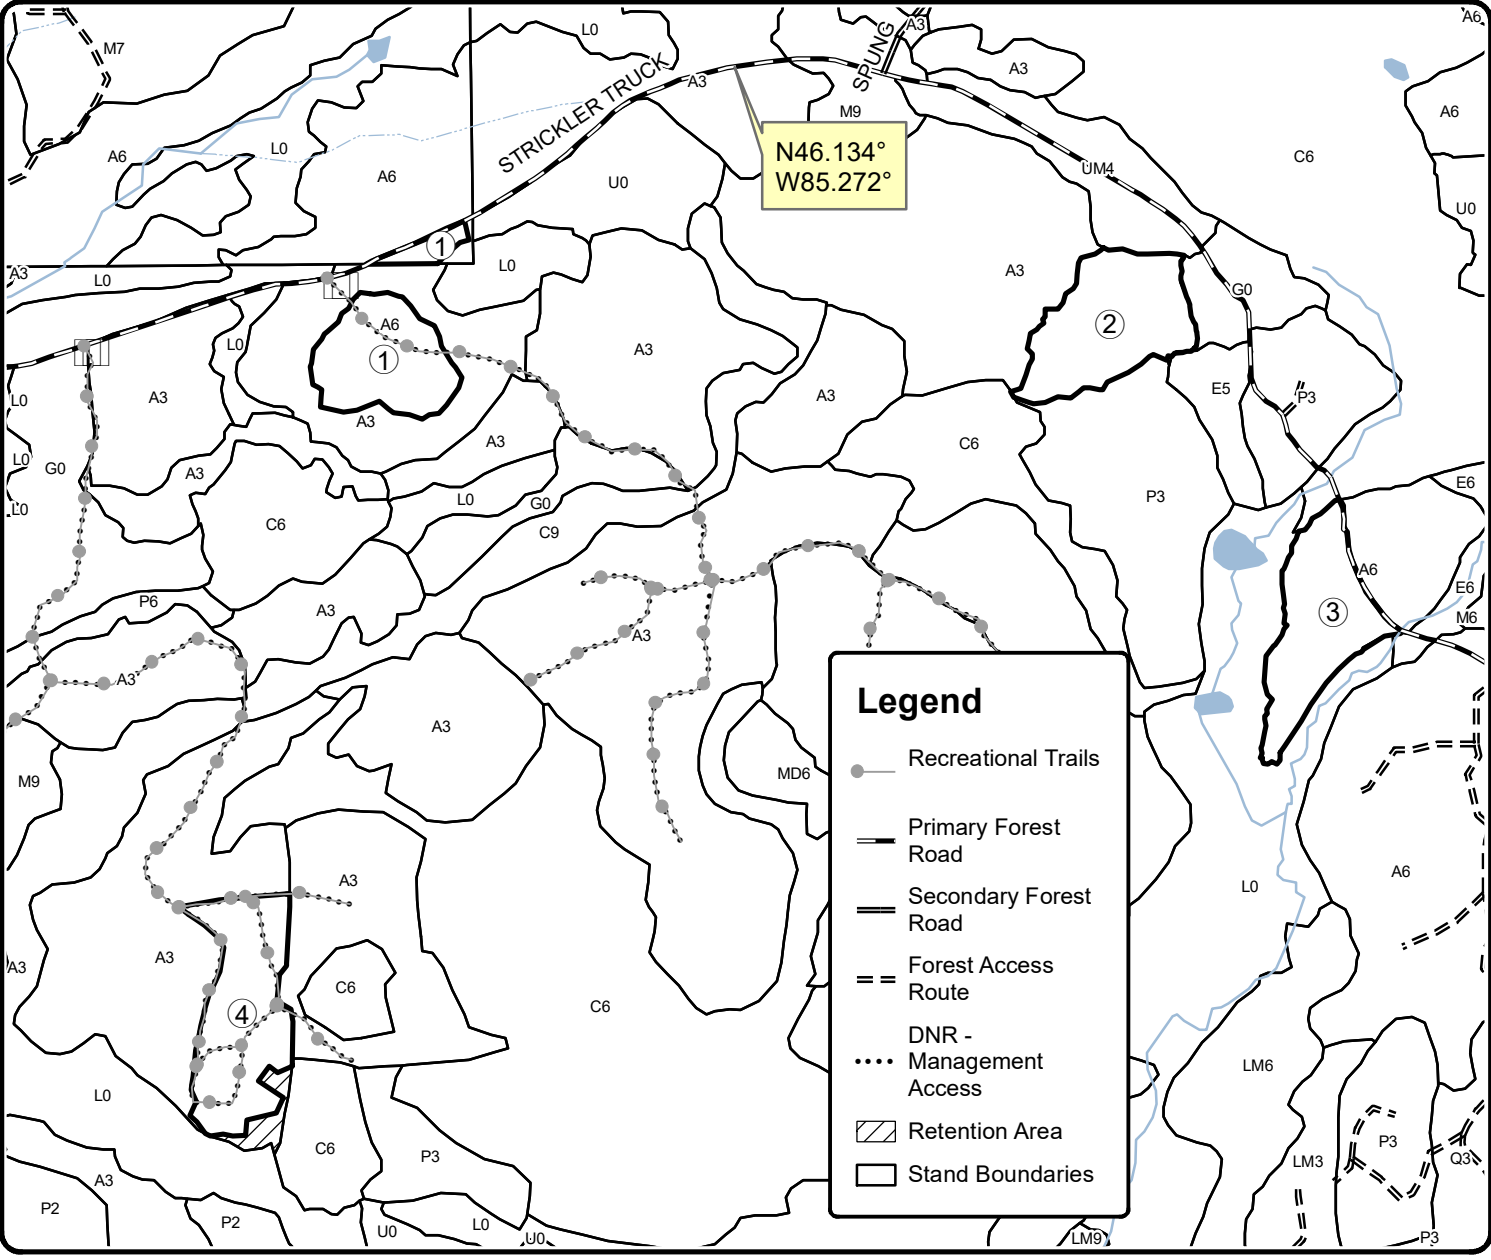 A3
A6
L0
M7
SPUNG
A3
STRICKLER TRUCK
A3
M9
A6
N46.134°
W85.272°
L0
A6
A6
UM4
C6
U0
U0
1
A3
L0
L0
A3
G0
A6
2
1
L0
A3
E5
P3
L0
A3
A3
A3
A3
C6
L0
G0
A3
L0
G0
P3
E6
L0
C6
C9
A6
E6
P6
A3
A3
3
M6
A3
A3
M9
MD6
A3
A6
L0
A3
A3
C6
C6
4
LM6
L0
C6
P3
P3
LM3
Q3
A3
P2
P2
U0
L0
U0
LM9
P3
Legend
Recreational Trails
Primary Forest
Road
Secondary Forest
Road
Forest Access
Route
DNR -
Management
Access
Retention Area
Stand Boundaries